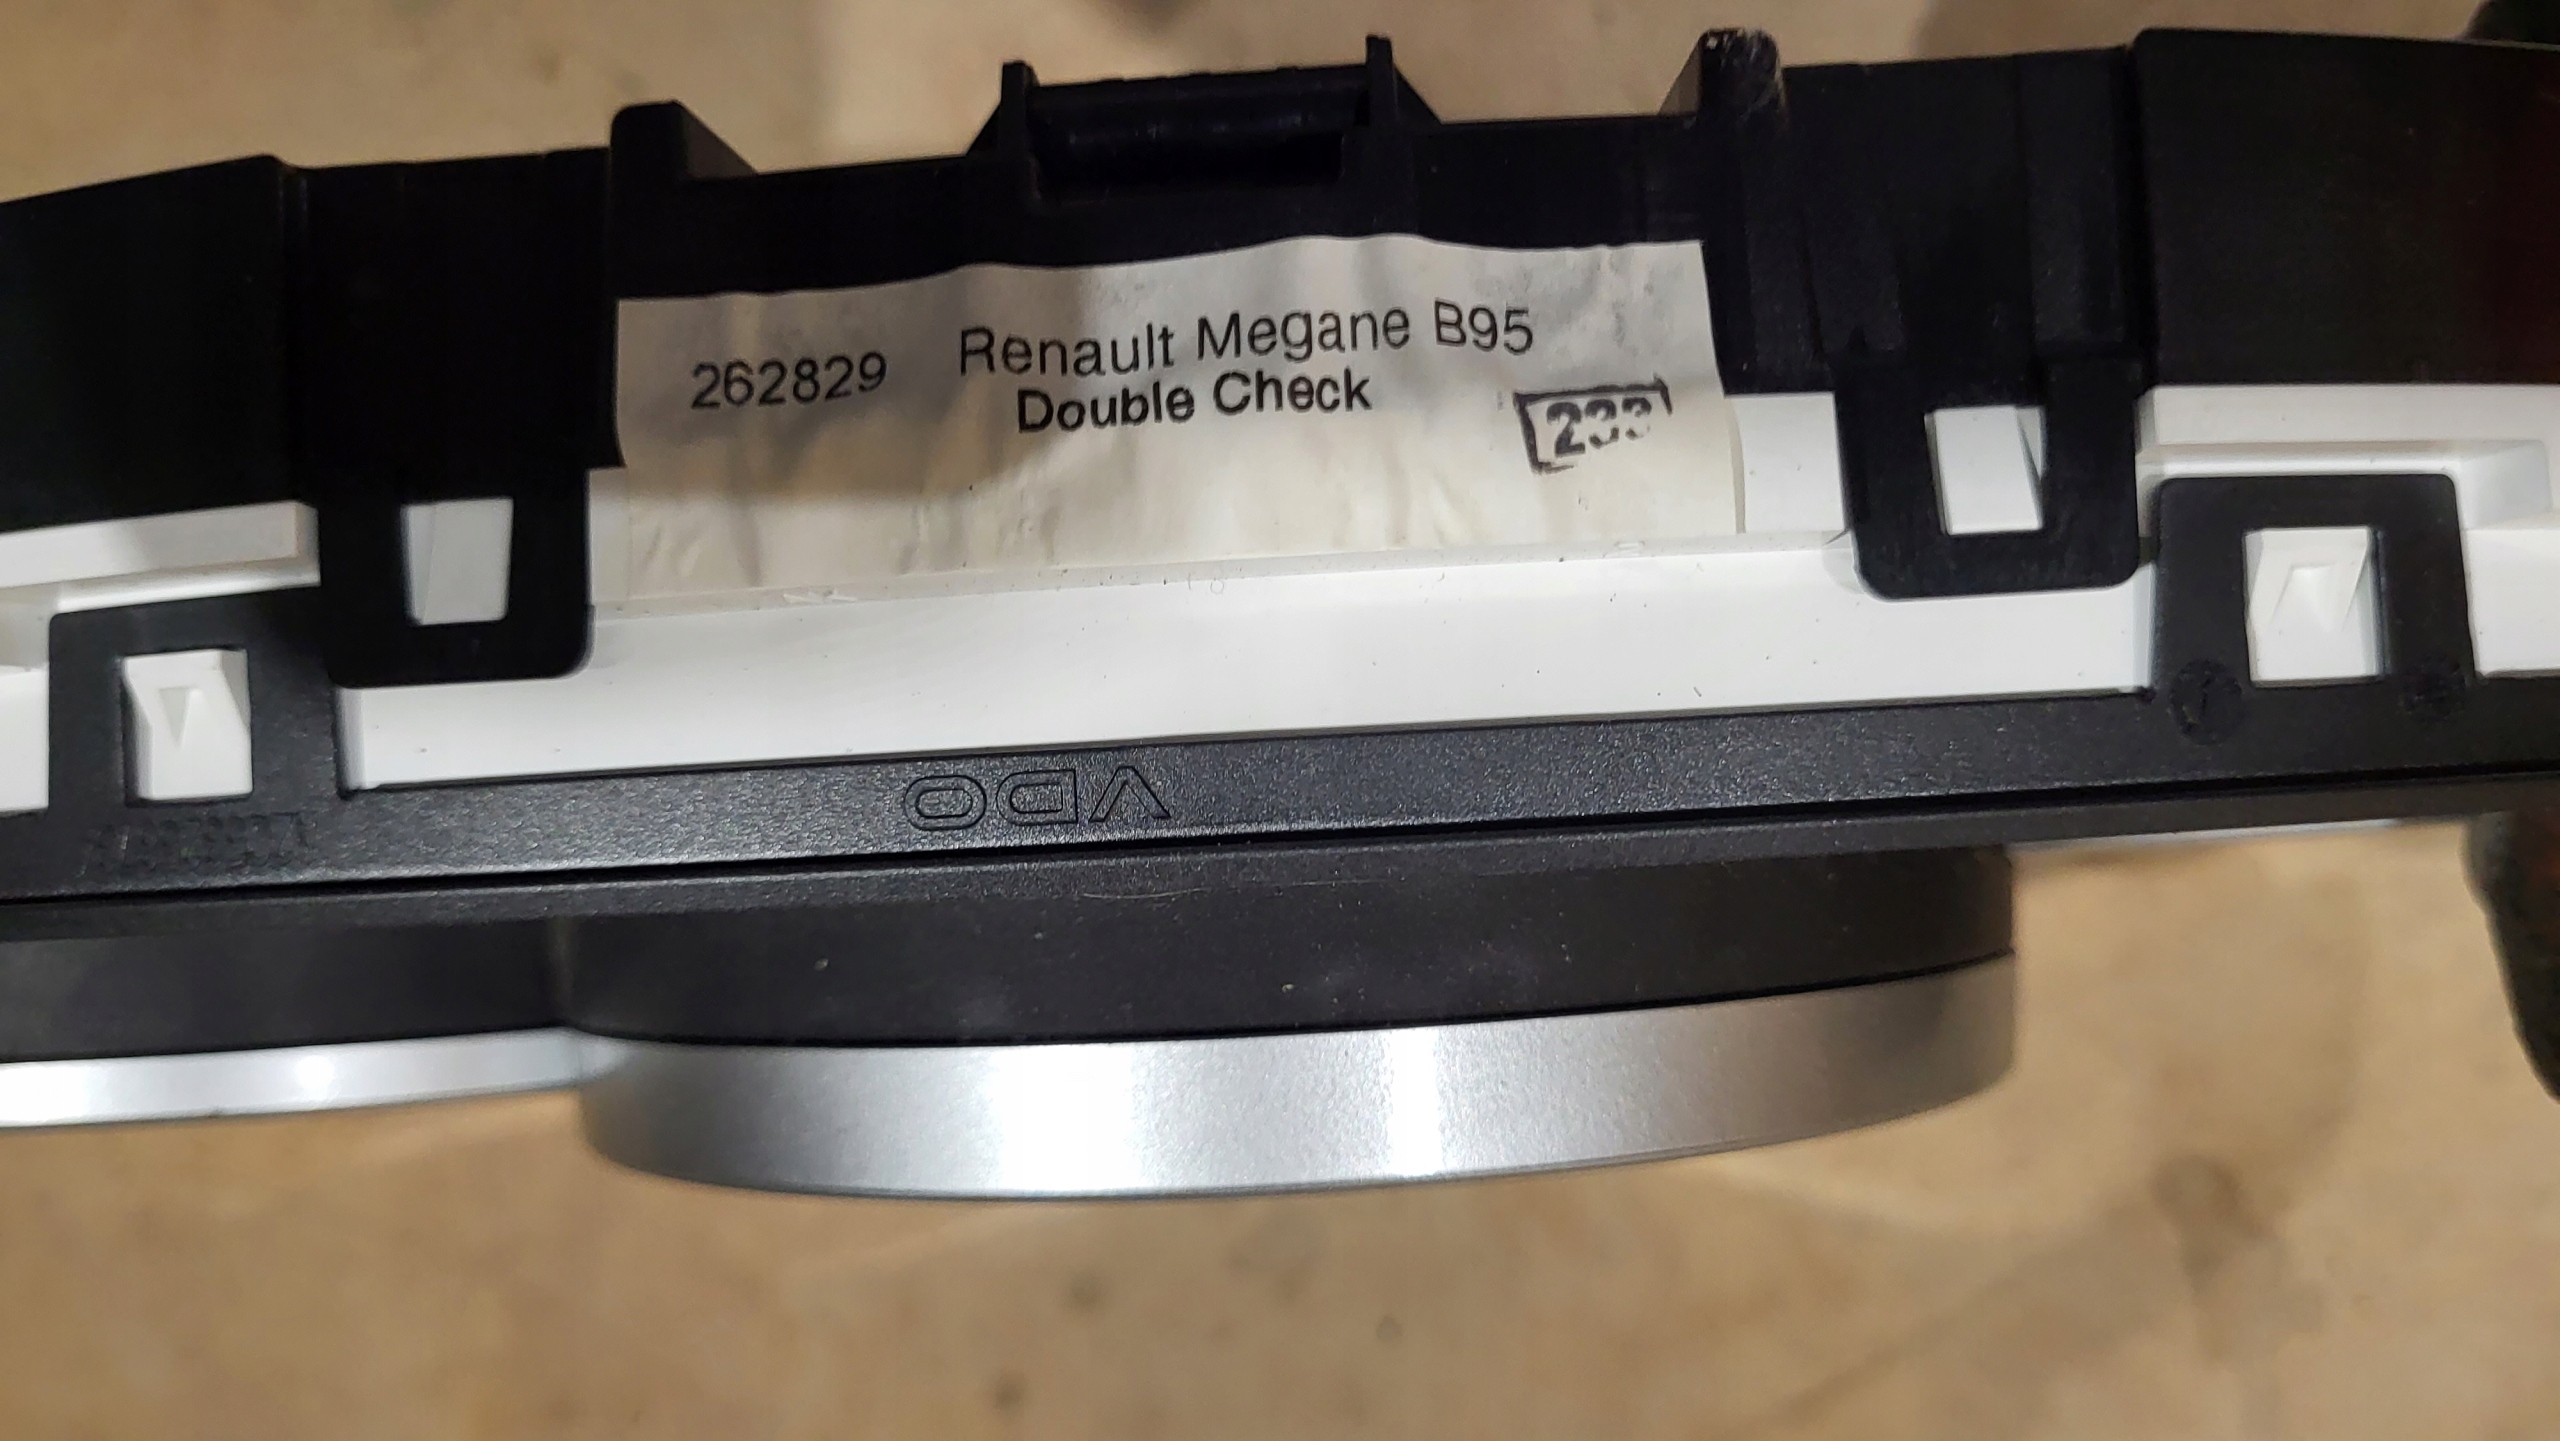 262829 Renault Megane B95
Double Check
VDO